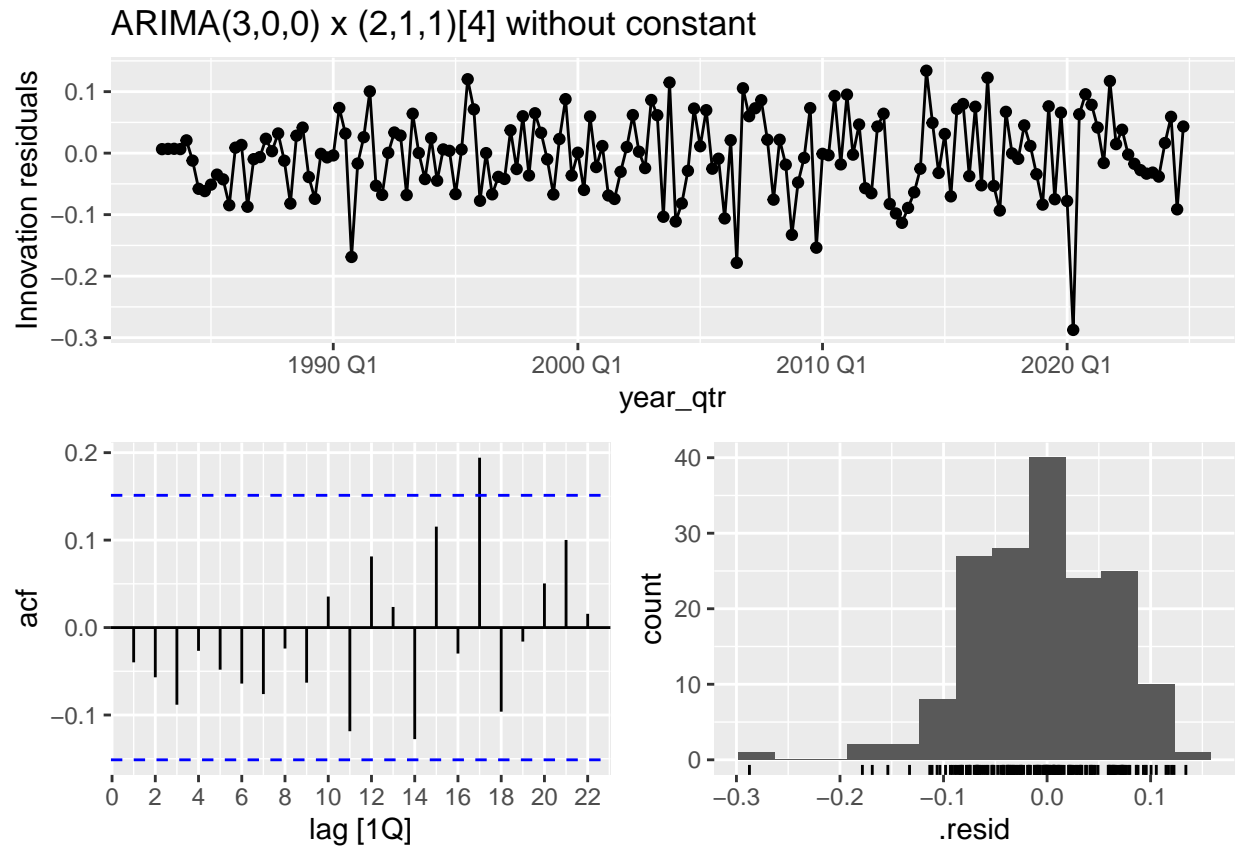 ARIMA(3,0,0) x (2,1,1)[4] without constant
Innovation residuals
0.1
0.0
−0.1
−0.2
−0.3
1990 Q1 2000 Q1 2010 Q1 2020 Q1
year_qtr
acf
0.2
0.1
0.0
−0.1
0 2 4 6 8 10 12 14 16 18 20 22
lag [1Q]
count
40
30
20
10
0
−0.3 −0.2 −0.1 0.0 0.1
.resid